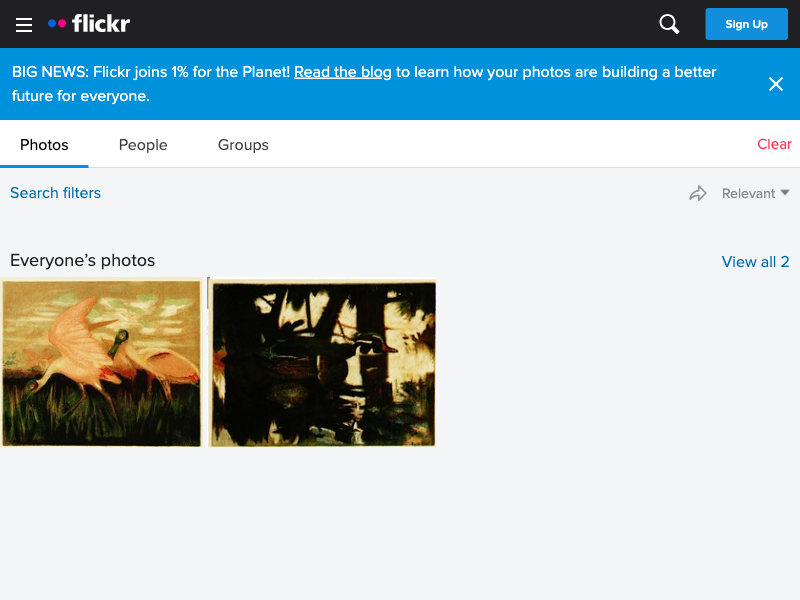 flickr
Sign Up
BIG NEWS: Flickr joins 1% for the Planet! Read the blog to learn how your photos are building a better
future for everyone.
Photos People Groups Clear
Search filters Relevant
Everyone’s photos View all 2